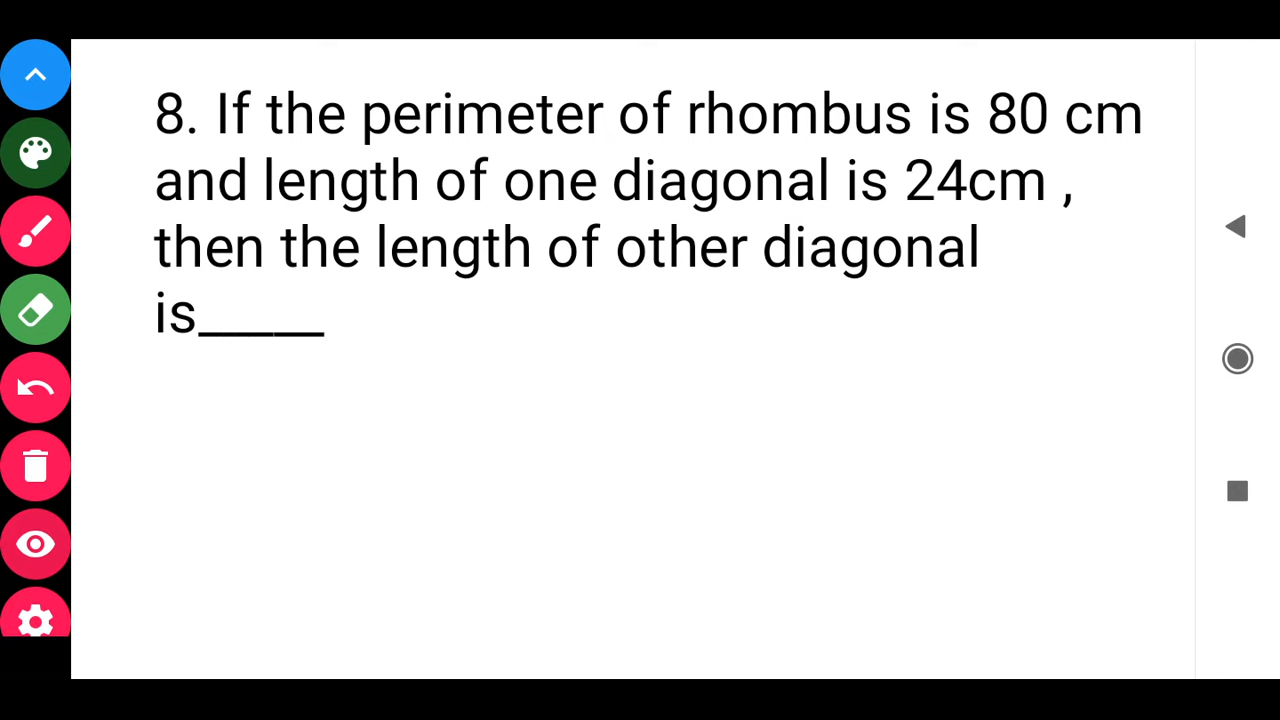 8. If the perimeter of rhombus is 80 cm
and length of one diagonal is 24cm ,
then the length of other diagonal
is_____